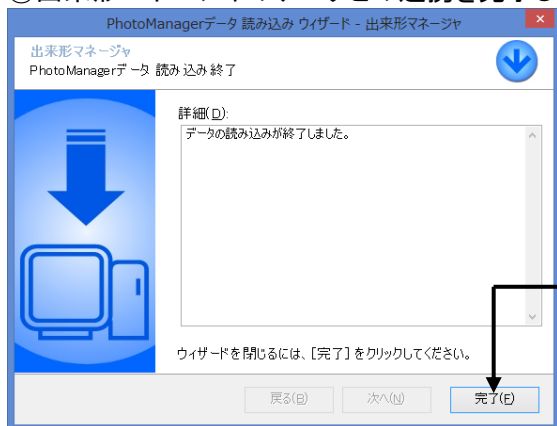 PhotoManagerデータ 読み込み ウィザード - 出来形マネージャ
×
出来形マネージャ
PhotoManagerデータ 読み込み 終了
詳細(D):
データの読み込みが終了しました。
ウィザードを閉じるには、[完了] をクリックしてください。
戻る(B) 次へ(N) 完了(F)